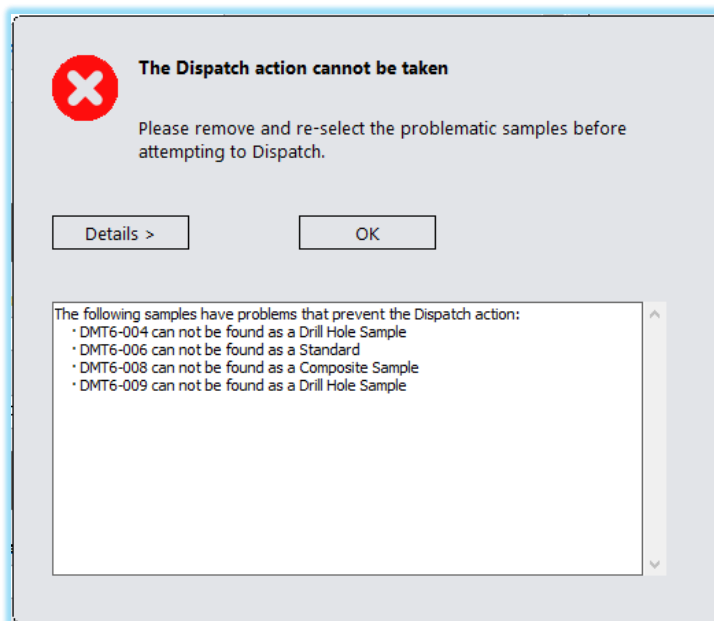 The Dispatch action cannot be taken
Please remove and re-select the problematic samples before
attempting to Dispatch.
Details >
OK
The following samples have problems that prevent the Dispatch action:
· DMT6-004 can not be found as a Drill Hole Sample
· DMT6-006 can not be found as a Standard
· DMT6-008 can not be found as a Composite Sample
· DMT6-009 can not be found as a Drill Hole Sample